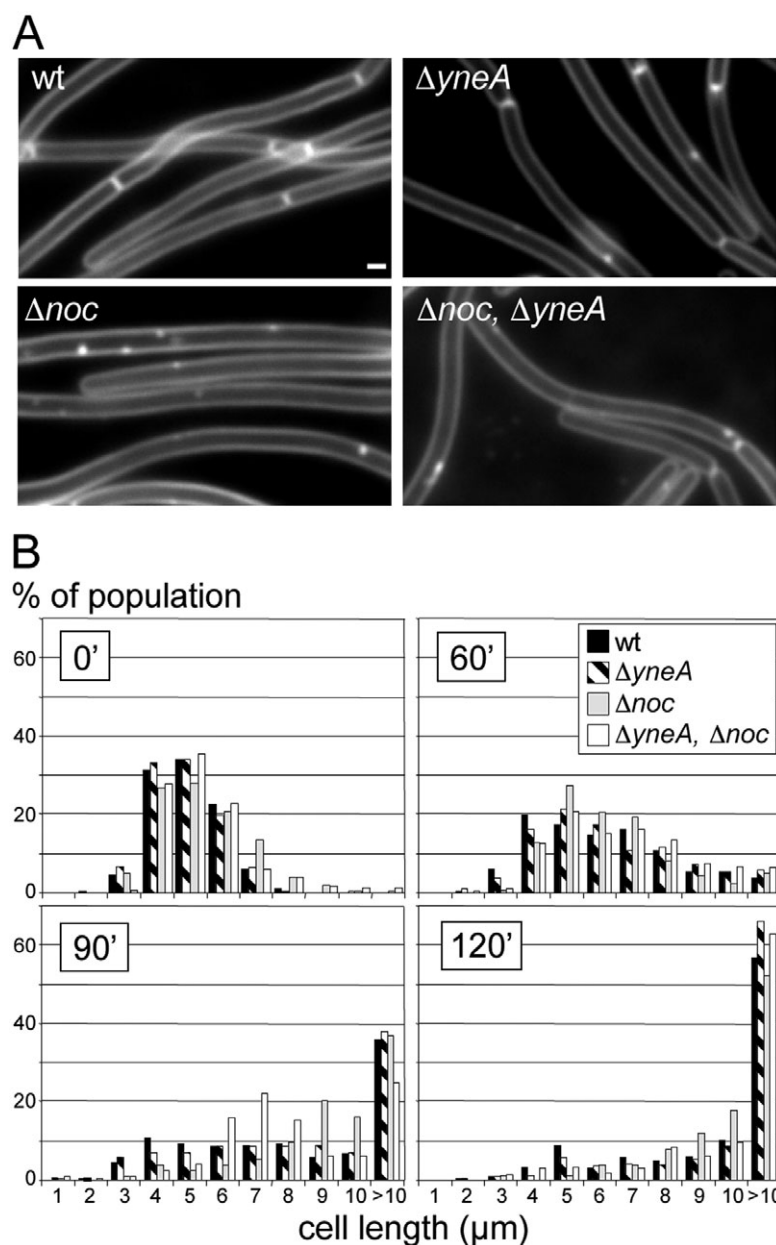 A
wt
ΔyneA
Δnoc
Δnoc, ΔyneA
B
% of population
0’
60’
wt
ΔyneA
Δnoc
ΔyneA, Δnoc
60
40
20
0
90’
120’
60
40
20
0
1 2 3 4 5 6 7 8 9 10 >10
1 2 3 4 5 6 7 8 9 10 >10
cell length (µm)